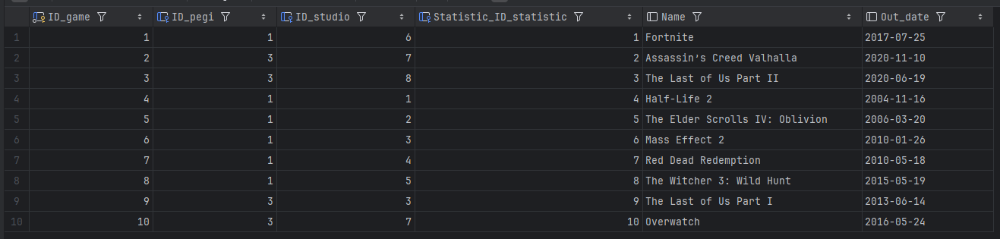 ID_game ID_pegi ID_studio Statistic_ID_statistic Name Out_date
1 1 1 6 1 Fortnite 2017-07-25
2 2 3 7 2 Assassin’s Creed Valhalla 2020-11-10
3 3 3 8 3 The Last of Us Part II 2020-06-19
4 4 1 1 4 Half-Life 2 2004-11-16
5 5 1 2 5 The Elder Scrolls IV: Oblivion 2006-03-20
6 6 1 3 6 Mass Effect 2 2010-01-26
7 7 1 4 7 Red Dead Redemption 2010-05-18
8 8 1 5 8 The Witcher 3: Wild Hunt 2015-05-19
9 9 3 3 9 The Last of Us Part I 2013-06-14
10 10 3 7 10 Overwatch 2016-05-24